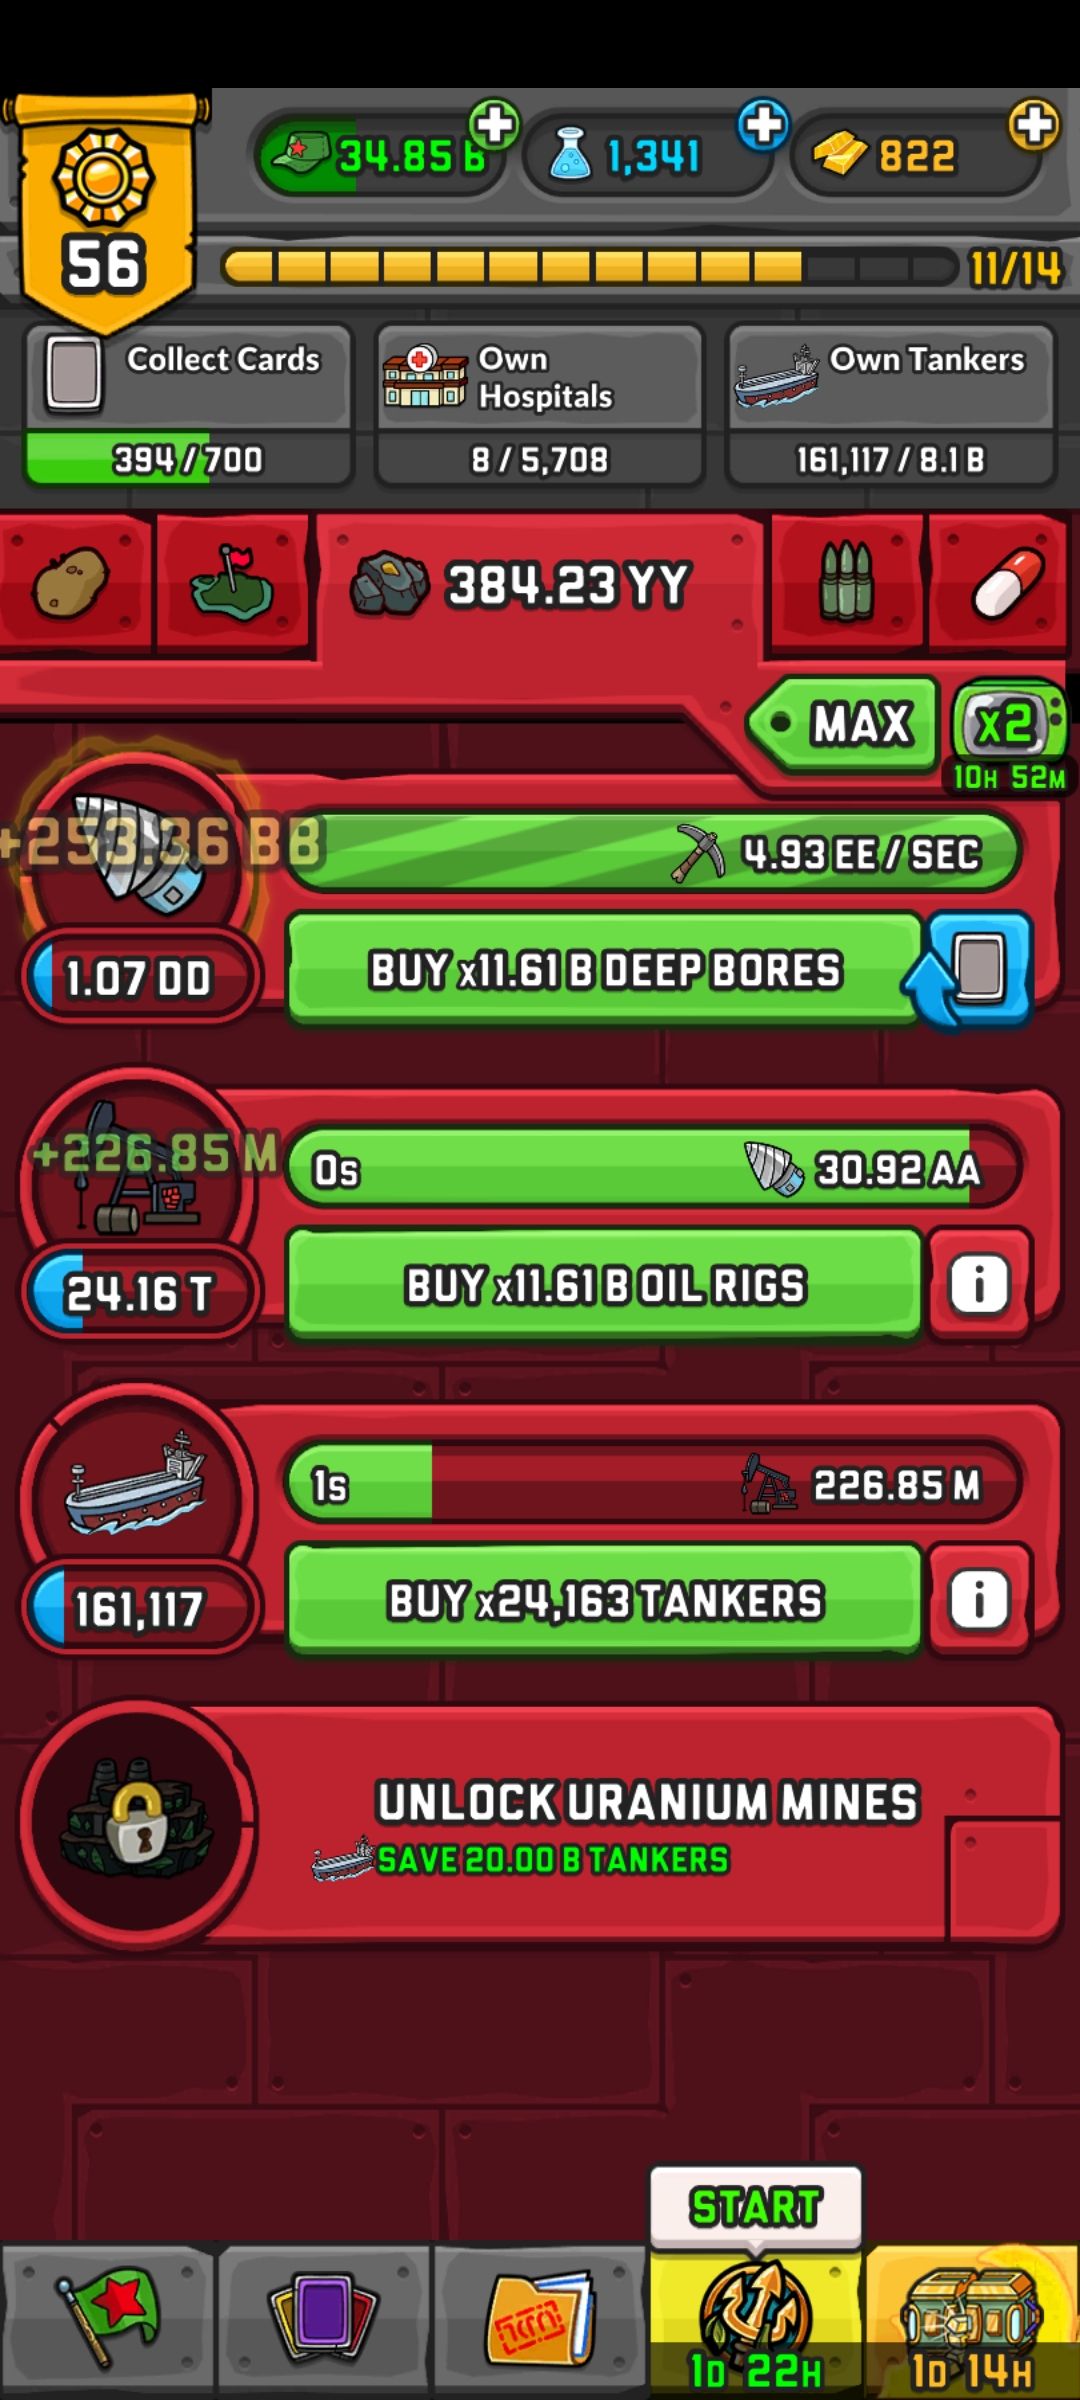 34.85 B
1,341
822
56
11/14
Collect Cards
394/700
Own
Hospitals
8/5,708
Own Tankers
161,117/8.1 B
384.23 YY
MAX
x2
10H 52M
+253.36 BB
4.93 EE/SEC
1.07 DD
BUY x11.61 B DEEP BORES
+226.85 M
0s
30.92 AA
24.16 T
BUY x11.61 B OIL RIGS
i
1s
226.85 M
161,117
BUY x24,163 TANKERS
i
UNLOCK URANIUM MINES
SAVE 20.00 B TANKERS
START
1D 22H
1D 14H